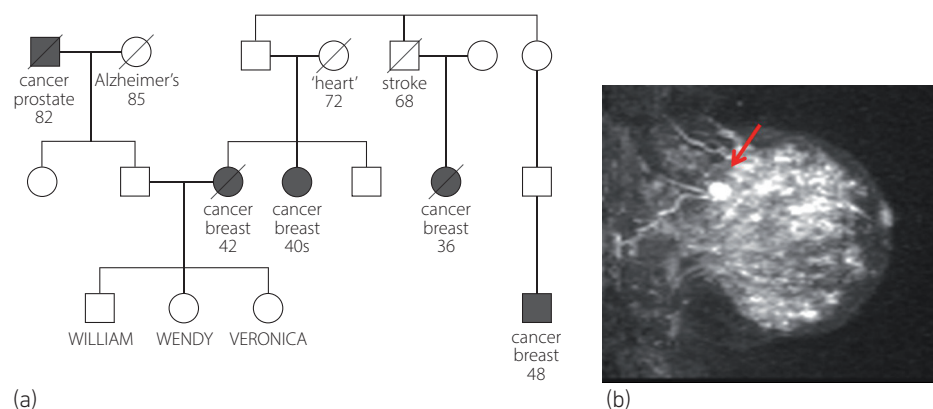 cancer
prostate
82
Alzheimer's
85
'heart'
72
stroke
68
cancer
breast
42
cancer
breast
40s
cancer
breast
36
WILLIAM
WENDY
VERONICA
cancer
breast
48
(a)
(b)